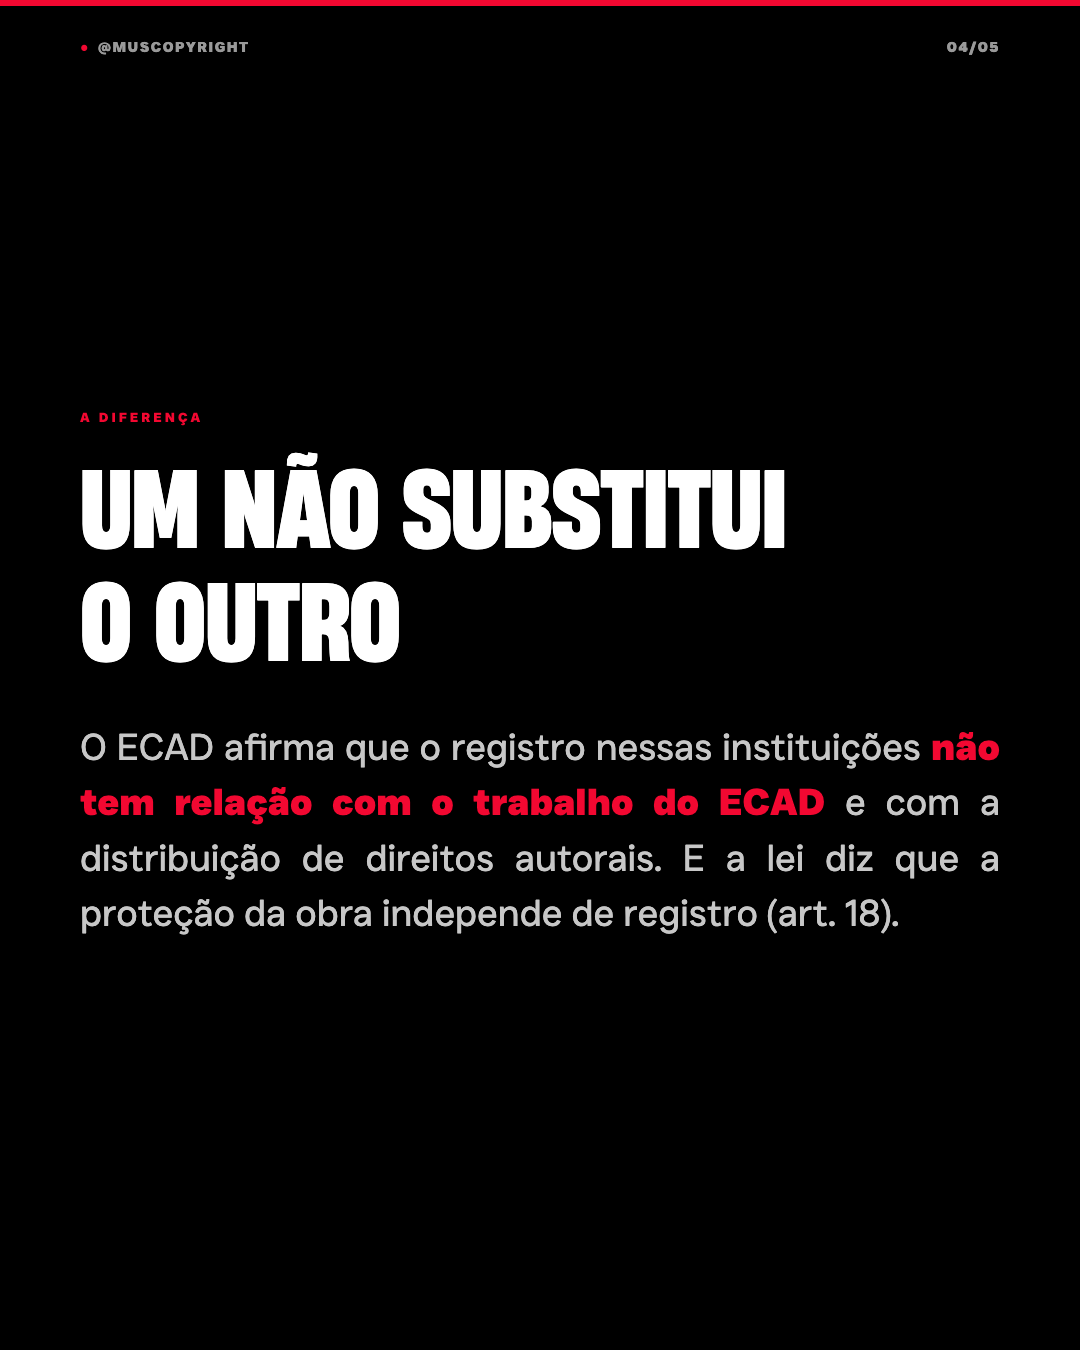 @MUSCOPYRIGHT
04/05
A DIFERENÇA
UM NÃO SUBSTITUI
O OUTRO
O ECAD afirma que o registro nessas instituições não
tem relação com o trabalho do ECAD e com a
distribuição de direitos autorais. E a lei diz que a
proteção da obra independe de registro (art. 18).